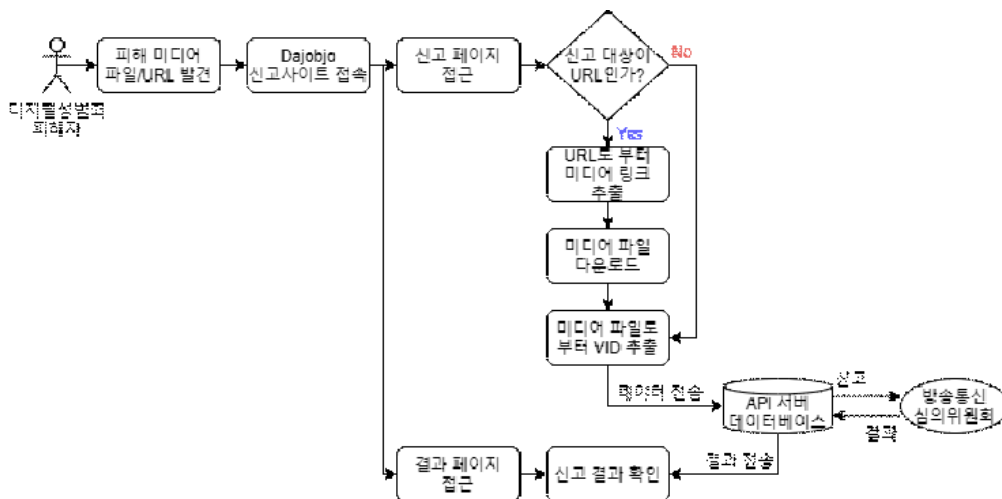 피해 미디어
파일/URL 발견
Dajobjo
신고사이트 접속
신고 페이지
접근
신고 대상이
URL인가?
No
디지털성범죄
피해자
Yes
URL로 부터
미디어 링크
추출
미디어 파일
다운로드
미디어 파일로
부터 VID 추출
데이터 전송
API 서버
데이터베이스
신고
방송통신
심의위원회
결과
결과 전송
결과 페이지
접근
신고 결과 확인